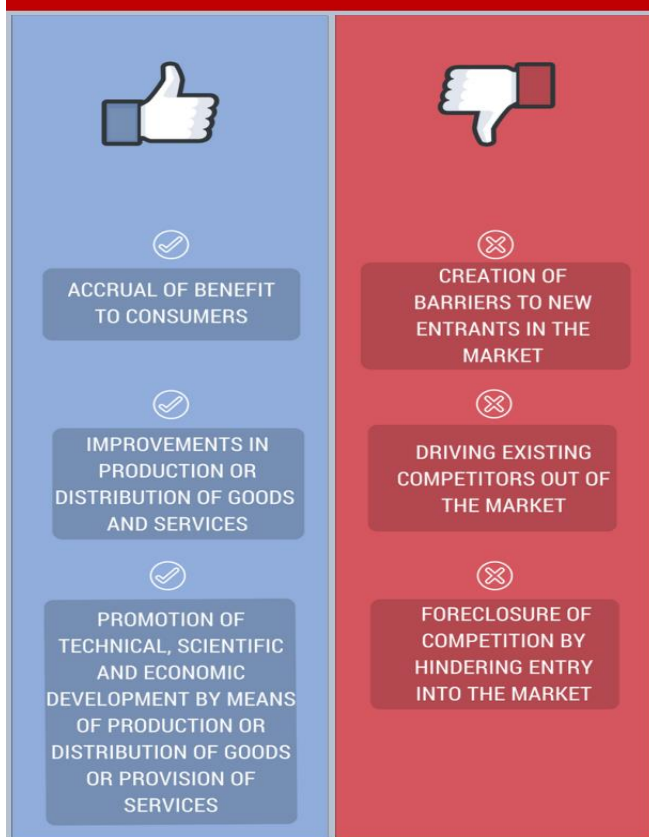 ACCRUAL OF BENEFIT
TO CONSUMERS
IMPROVEMENTS IN
PRODUCTION OR
DISTRIBUTION OF GOODS
AND SERVICES
PROMOTION OF
TECHNICAL, SCIENTIFIC
AND ECONOMIC
DEVELOPMENT BY MEANS
OF PRODUCTION OR
DISTRIBUTION OF GOODS
OR PROVISION OF
SERVICES
CREATION OF
BARRIERS TO NEW
ENTRANTS IN THE
MARKET
DRIVING EXISTING
COMPETITORS OUT OF
THE MARKET
FORECLOSURE OF
COMPETITION BY
HINDERING ENTRY
INTO THE MARKET